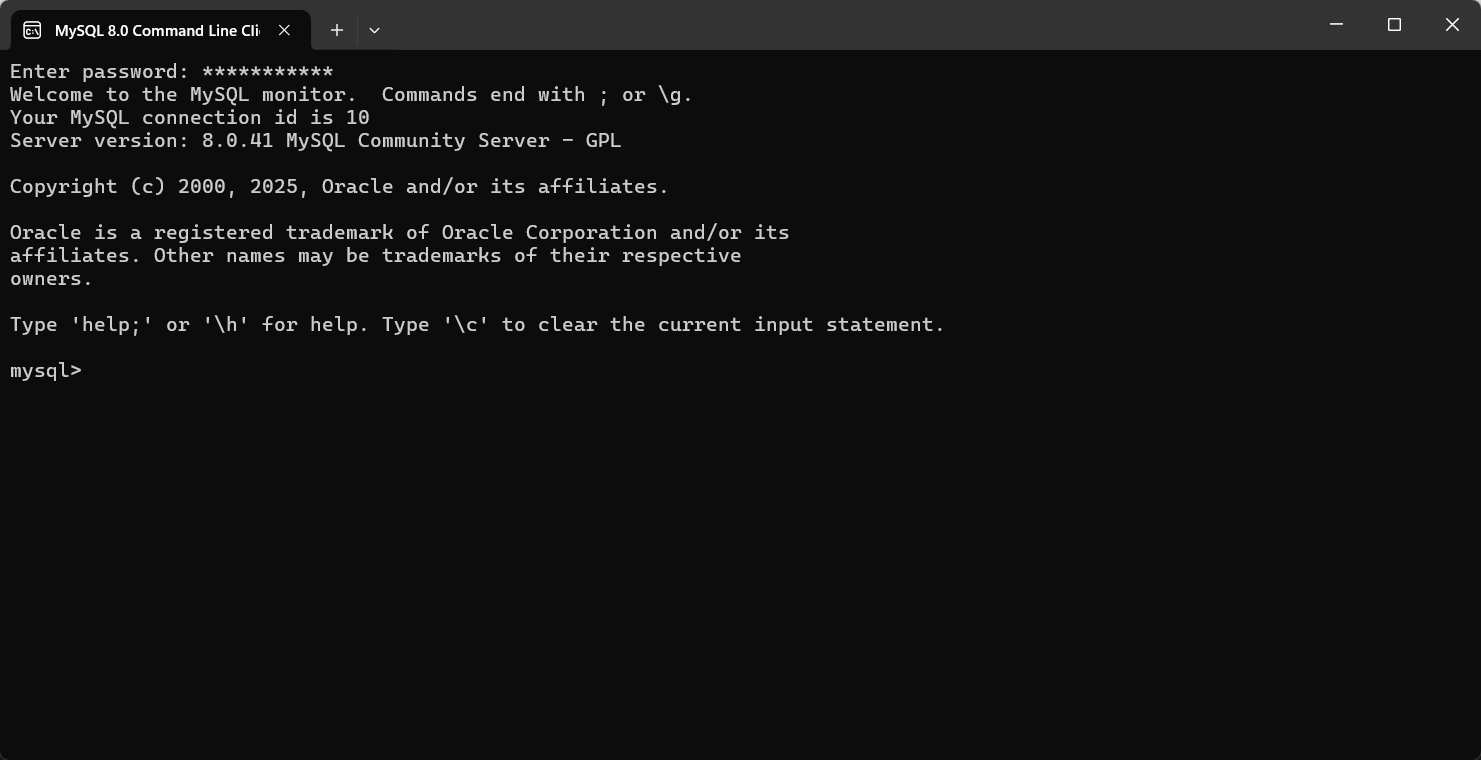 MySQL 8.0 Command Line Cli
Enter password: ***********
Welcome to the MySQL monitor.  Commands end with ; or \g.
Your MySQL connection id is 10
Server version: 8.0.41 MySQL Community Server - GPL
Copyright (c) 2000, 2025, Oracle and/or its affiliates.
Oracle is a registered trademark of Oracle Corporation and/or its
affiliates. Other names may be trademarks of their respective
owners.
Type 'help;' or '\h' for help. Type '\c' to clear the current input statement.
mysql>